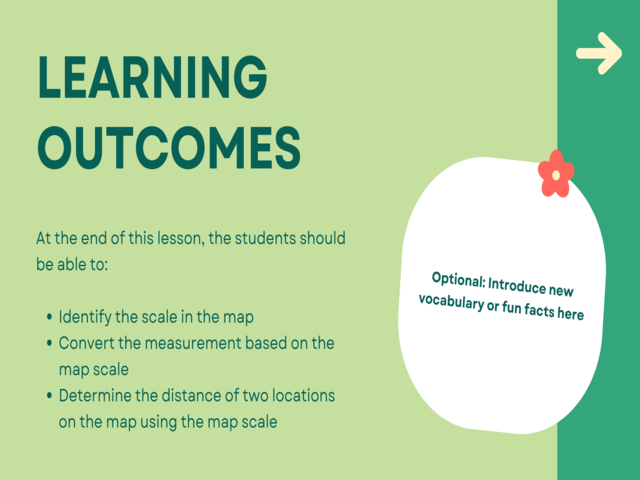 LEARNING
OUTCOMES
At the end of this lesson, the students should
be able to:
• Identify the scale in the map
• Convert the measurement based on the
map scale
• Determine the distance of two locations
on the map using the map scale
Optional: Introduce new
vocabulary or fun facts here